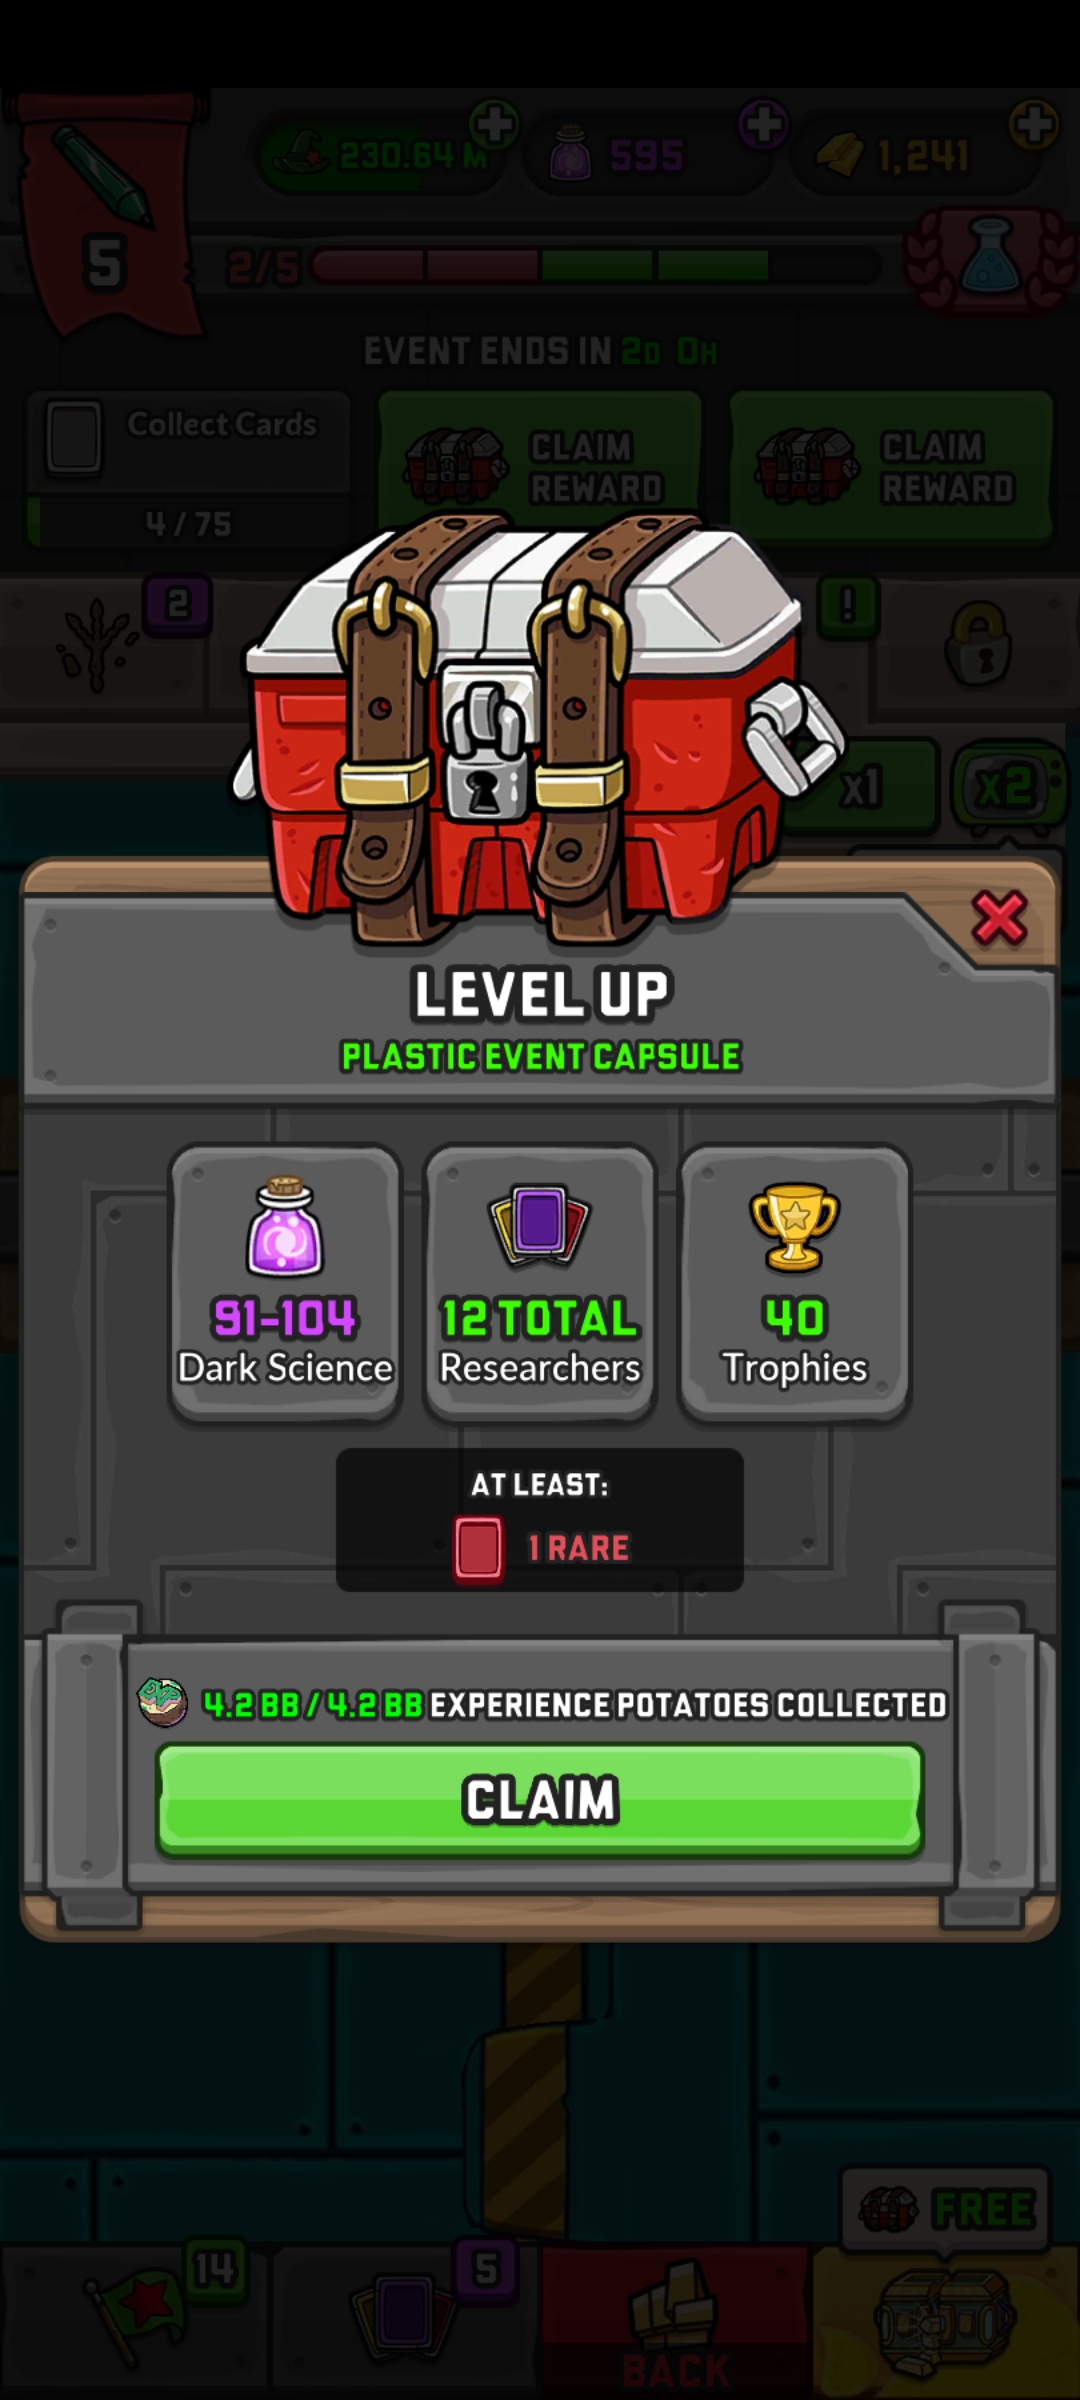 230.64 M
595
1,241
5
2/5
EVENT ENDS IN 2D 0H
Collect Cards
4 / 75
CLAIM
REWARD
CLAIM
REWARD
2
!
x1
x2
LEVEL UP
PLASTIC EVENT CAPSULE
91-104
Dark Science
12 TOTAL
Researchers
40
Trophies
AT LEAST:
1 RARE
4.2 BB / 4.2 BB EXPERIENCE POTATOES COLLECTED
CLAIM
FREE
14
5
BACK